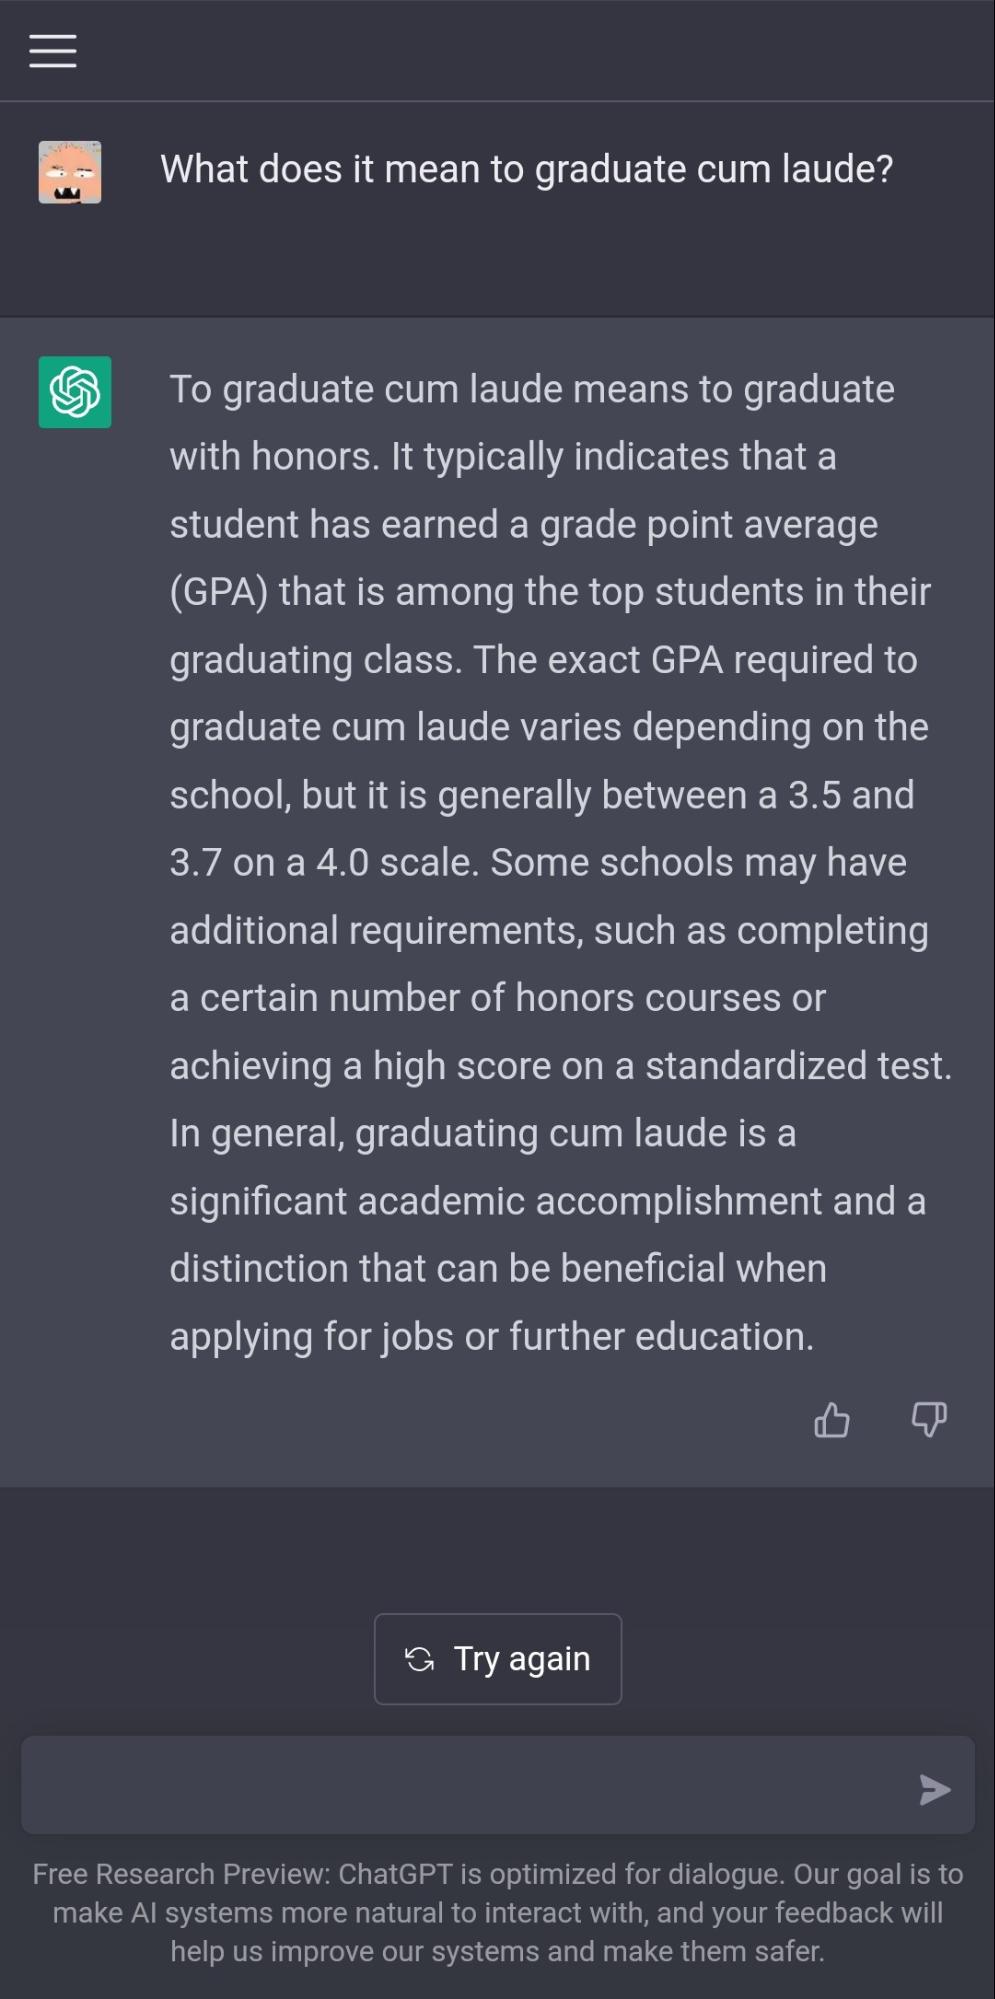 What does it mean to graduate cum laude?
To graduate cum laude means to graduate
with honors. It typically indicates that a
student has earned a grade point average
(GPA) that is among the top students in their
graduating class. The exact GPA required to
graduate cum laude varies depending on the
school, but it is generally between a 3.5 and
3.7 on a 4.0 scale. Some schools may have
additional requirements, such as completing
a certain number of honors courses or
achieving a high score on a standardized test.
In general, graduating cum laude is a
significant academic accomplishment and a
distinction that can be beneficial when
applying for jobs or further education.
Try again
Free Research Preview: ChatGPT is optimized for dialogue. Our goal is to
make AI systems more natural to interact with, and your feedback will
help us improve our systems and make them safer.